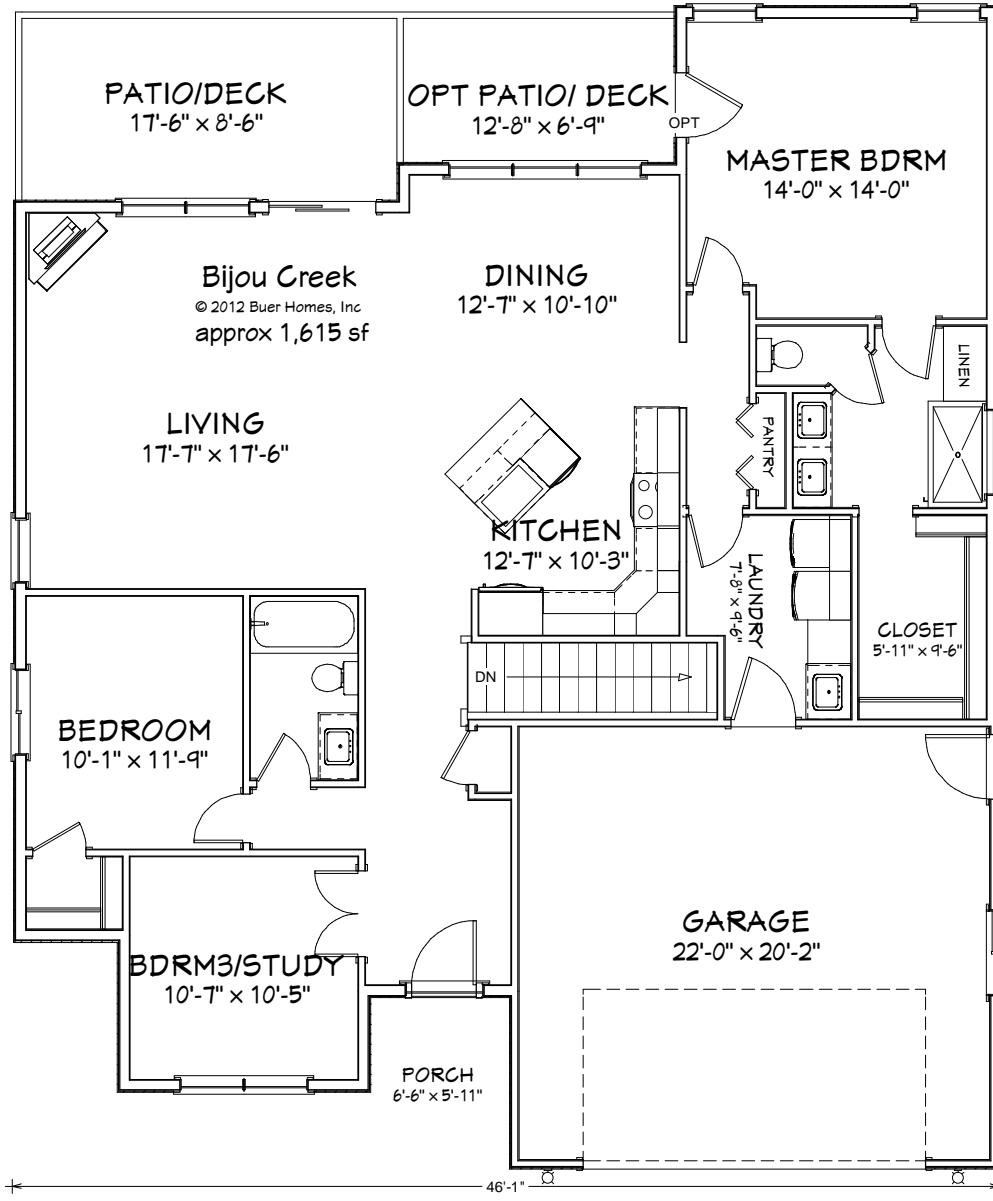 PATIO/DECK
17'-6" x 8'-6"
OPT PATIO/ DECK
12'-8" x 6'-9"
OPT
MASTER BDRM
14'-0" x 14'-0"
Bijou Creek
© 2012 Buer Homes, Inc
approx 1,615 sf
DINING
12'-7" x 10'-10"
LINEN
LIVING
17'-7" x 17'-6"
PANTRY
KITCHEN
12'-7" x 10'-3"
LAUNDRY
7'-8" x 9'-6"
CLOSET
5'-11" x 9'-6"
DN
BEDROOM
10'-1" x 11'-9"
GARAGE
22'-0" x 20'-2"
BDRM3/STUDY
10'-7" x 10'-5"
PORCH
6'-6" x 5'-11"
46'-1"